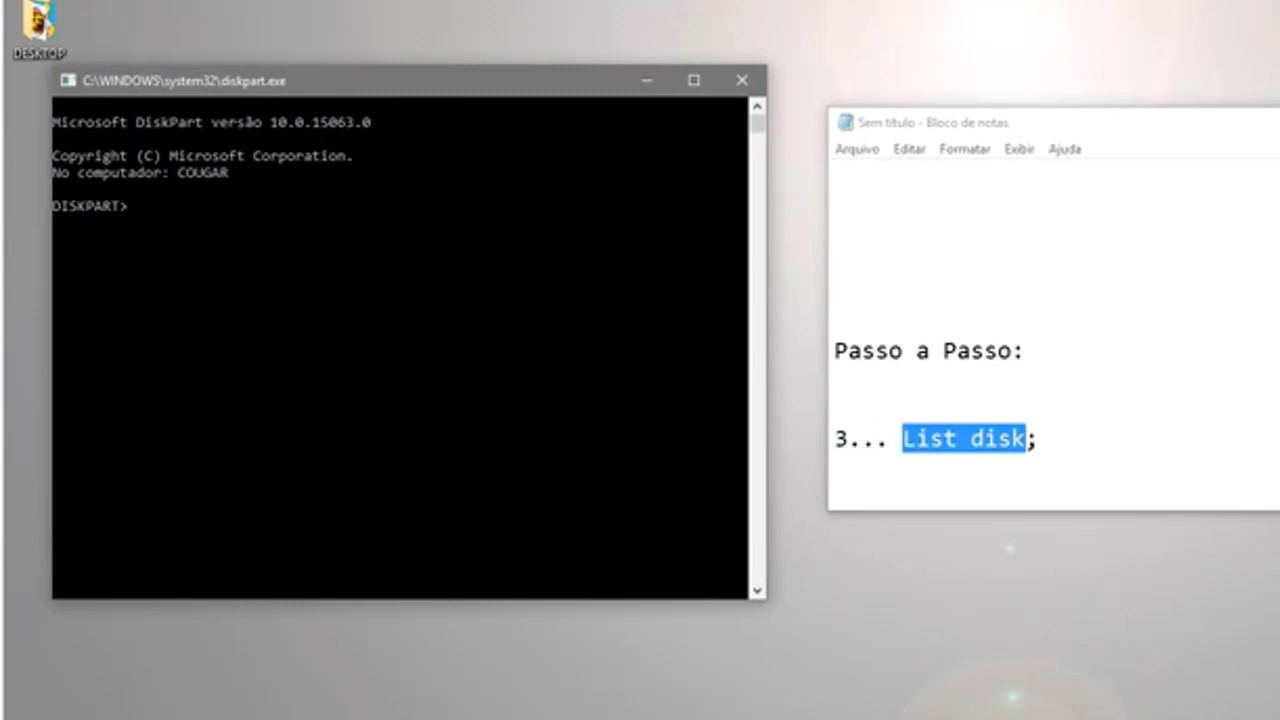 DESKTOP
C:\WINDOWS\system32\diskpart.exe
Microsoft DiskPart versão 10.0.15063.0
Copyright (C) Microsoft Corporation.
No computador: COUGAR
DISKPART>
Sem título - Bloco de notas
Arquivo Editar Formatar Exibir Ajuda
Passo a Passo:
3... List disk;